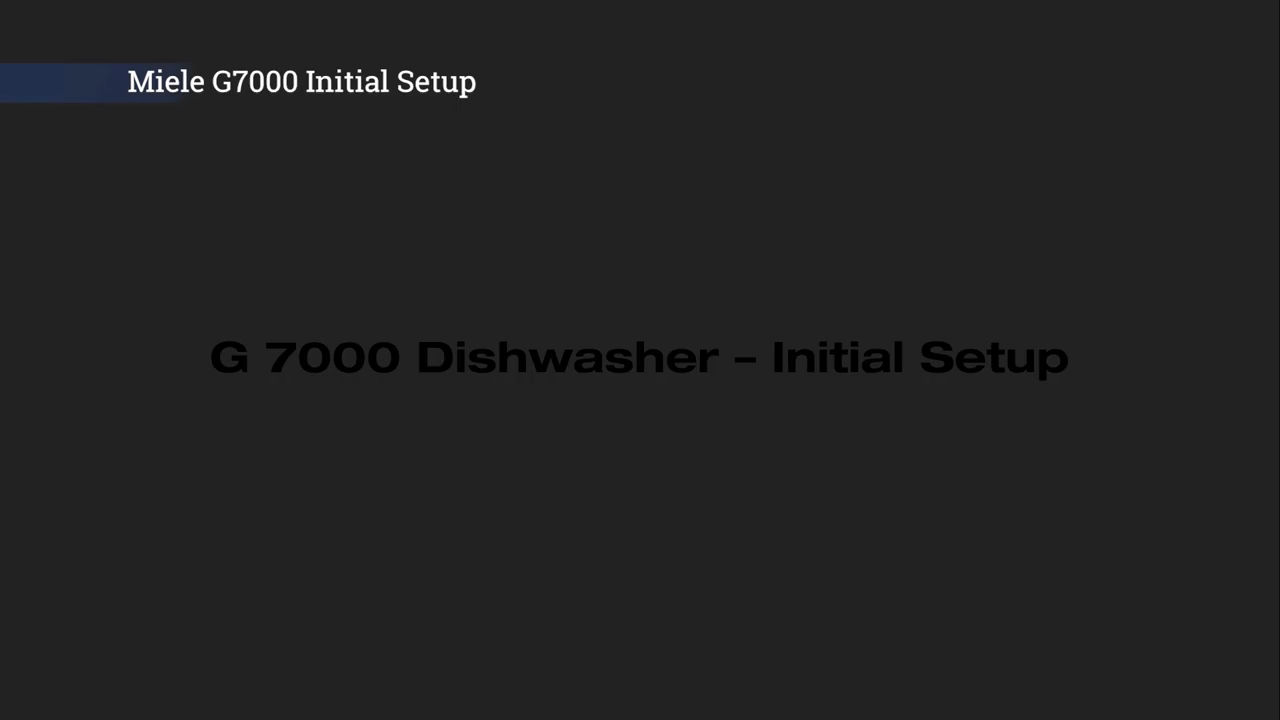 Miele G7000 Initial Setup
G 7000 Dishwasher – Initial Setup